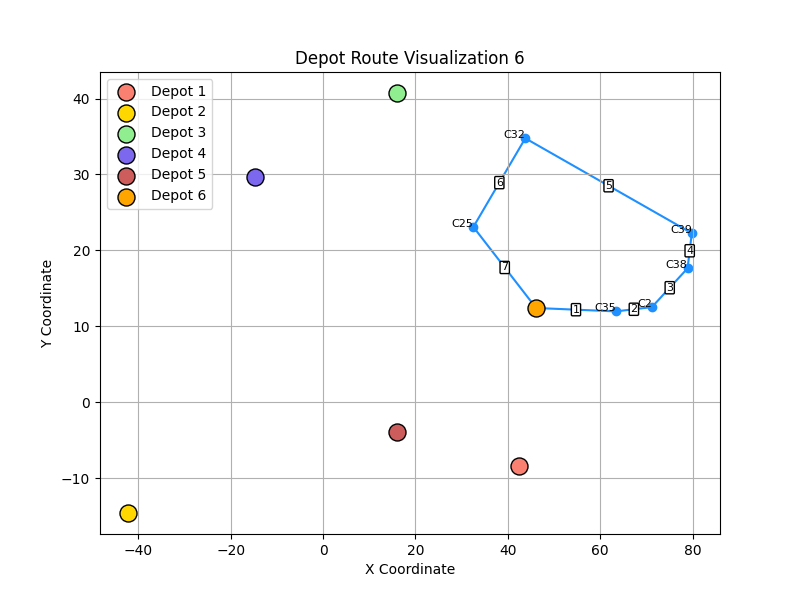 Depot Route Visualization 6
Depot 1
Depot 2
Depot 3
Depot 4
Depot 5
Depot 6
C32
C25
C39
C38
C35
C2
1
2
3
4
5
6
7
40
30
20
10
0
−10
−40
−20
0
20
40
60
80
X Coordinate
Y Coordinate